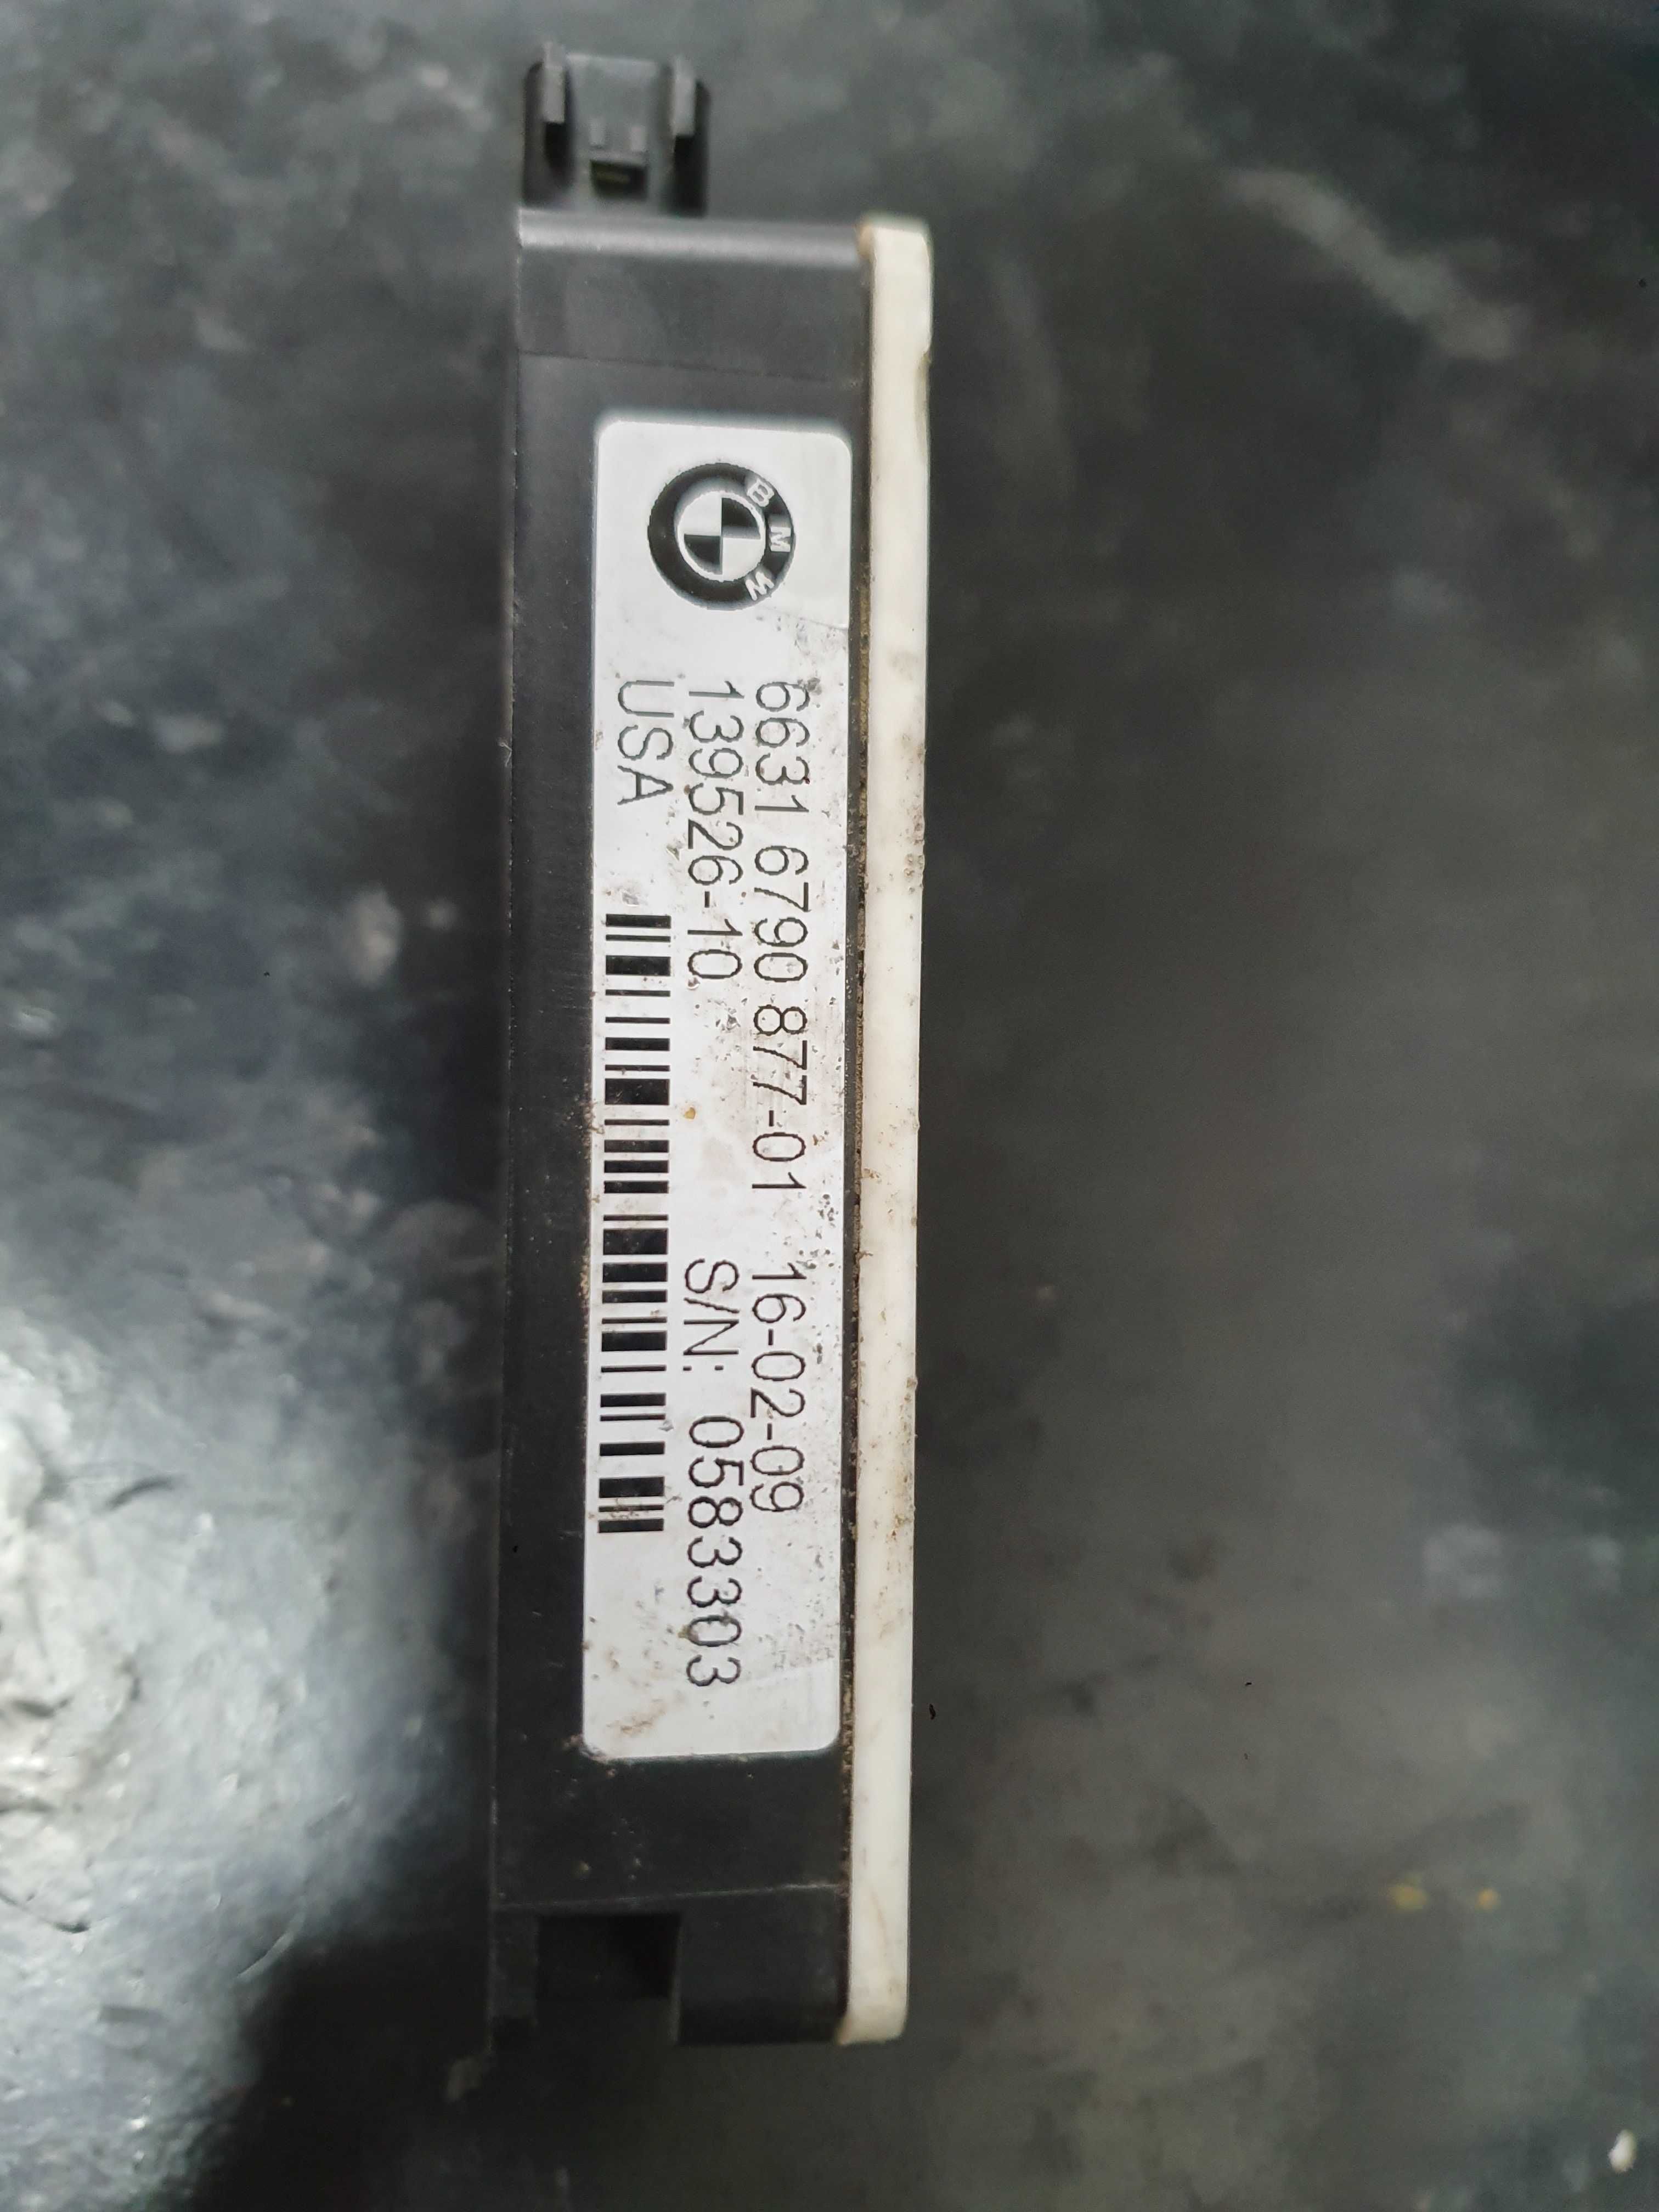 BMW
6631 6790 877-01 16-02-09
139526-10 S/N: 05833303
USA